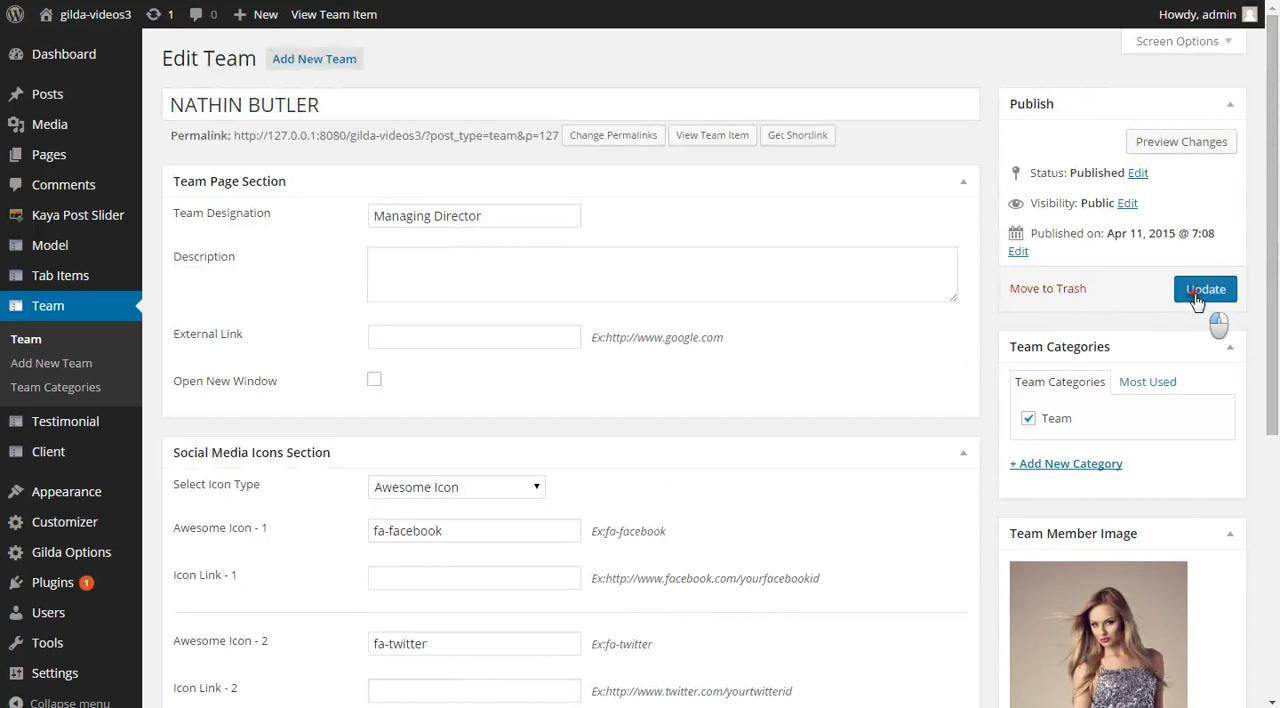 gilda-videos3 1 0 New View Team Item Howdy, admin
Screen Options
Dashboard
Posts
Media
Pages
Comments
Kaya Post Slider
Model
Tab Items
Team
Team
Add New Team
Team Categories
Testimonial
Client
Appearance
Customizer
Gilda Options
Plugins 1
Users
Tools
Settings
Collapse menu
Edit Team Add New Team
NATHIN BUTLER
Permalink: http://127.0.0.1:8080/gilda-videos3/?post_type=team&p=127 Change Permalinks View Team Item Get Shortlink
Team Page Section
Team Designation Managing Director
Description
External Link Ex:http://www.google.com
Open New Window
Social Media Icons Section
Select Icon Type Awesome Icon
Awesome Icon - 1 fa-facebook Ex:fa-facebook
Icon Link - 1 Ex:http://www.facebook.com/yourfacebookid
Awesome Icon - 2 fa-twitter Ex:fa-twitter
Icon Link - 2 Ex:http://www.twitter.com/yourtwitterid
Publish
Preview Changes
Status: Published Edit
Visibility: Public Edit
Published on: Apr 11, 2015 @ 7:08
Edit
Move to Trash Update
Team Categories
Team Categories Most Used
Team
+ Add New Category
Team Member Image